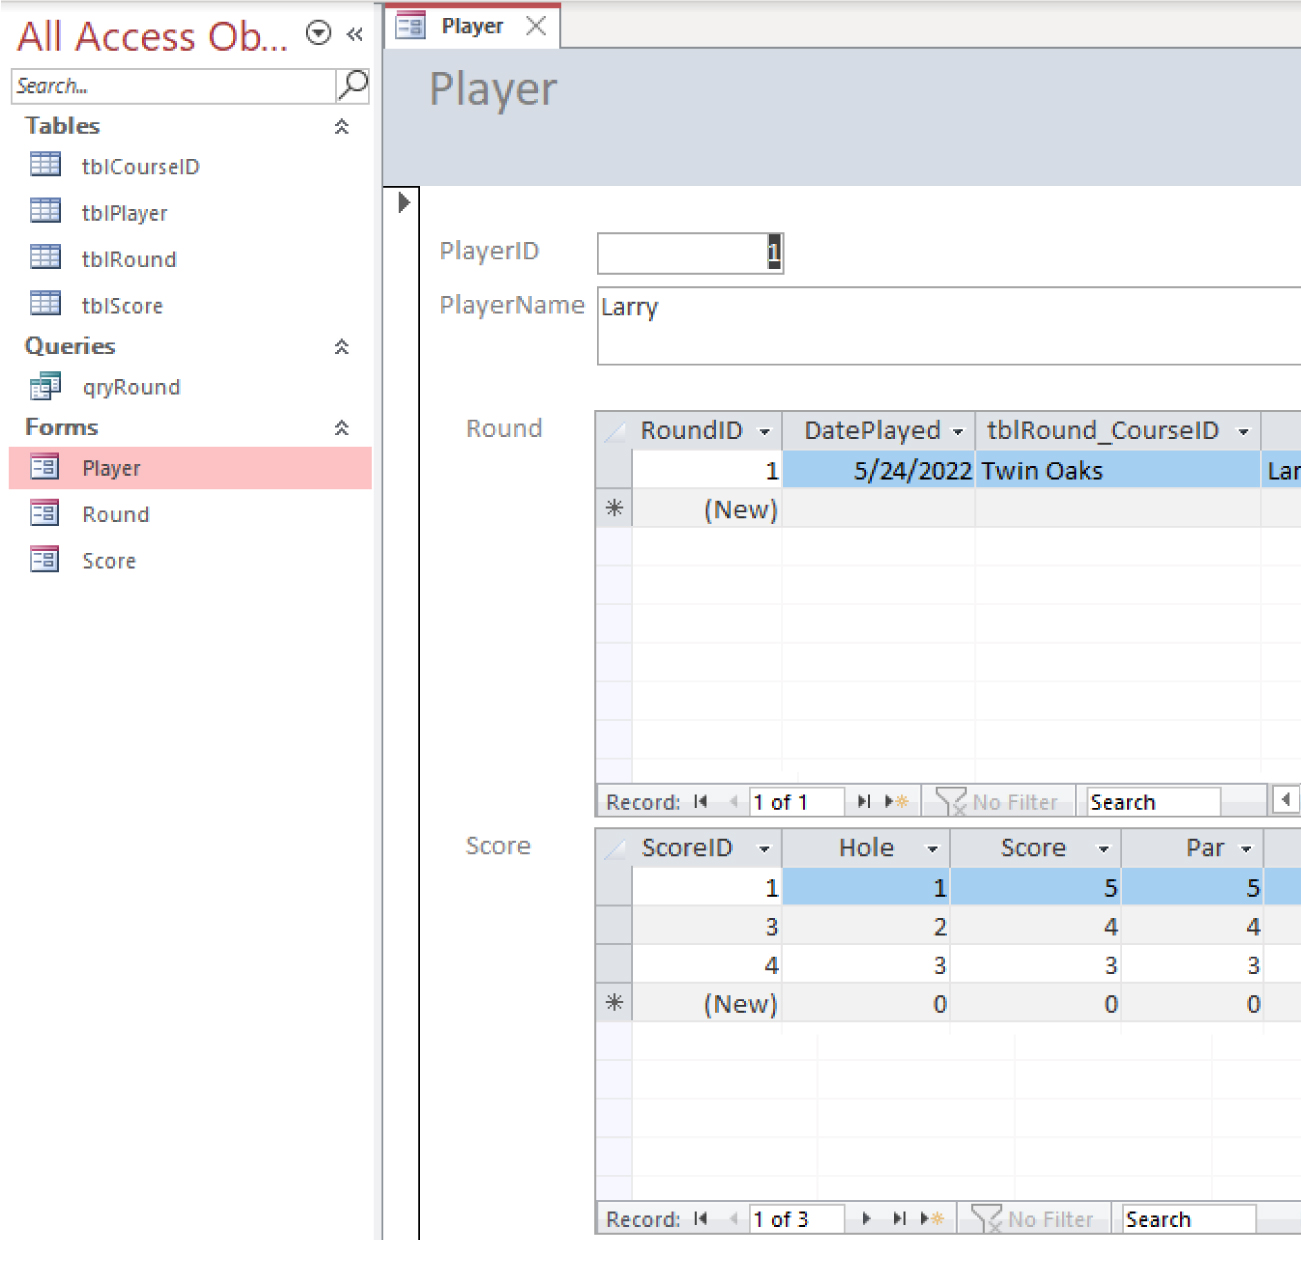 All Access Ob...
Search...
Tables
tblCourseID
tblPlayer
tblRound
tblScore
Queries
qryRound
Forms
Player
Round
Score
Player
Player
PlayerID 1
PlayerName Larry
Round
RoundID DatePlayed tblRound_CourseID
1 5/24/2022 Twin Oaks Lar
(New)
Record: 1 of 1 No Filter Search
Score
ScoreID Hole Score Par
1 1 5 5
3 2 4 4
4 3 3 3
(New) 0 0 0
Record: 1 of 3 No Filter Search